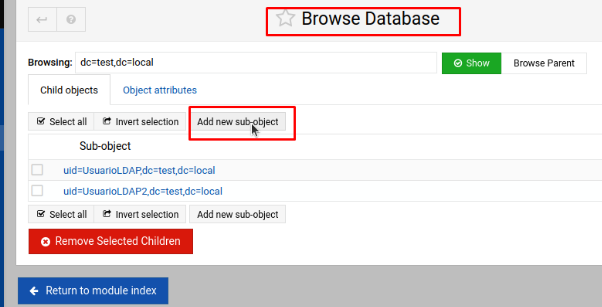 Browse Database
Browsing: dc=test,dc=local Show Browse Parent
Child objects Object attributes
Select all Invert selection Add new sub-object
Sub-object
uid=UsuarioLDAP,dc=test,dc=local
uid=UsuarioLDAP2,dc=test,dc=local
Select all Invert selection Add new sub-object
Remove Selected Children
Return to module index